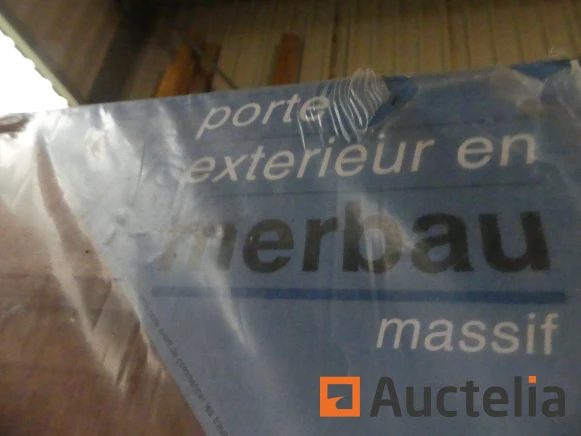 porte
exterieur en
merbau
massif
Auctelia